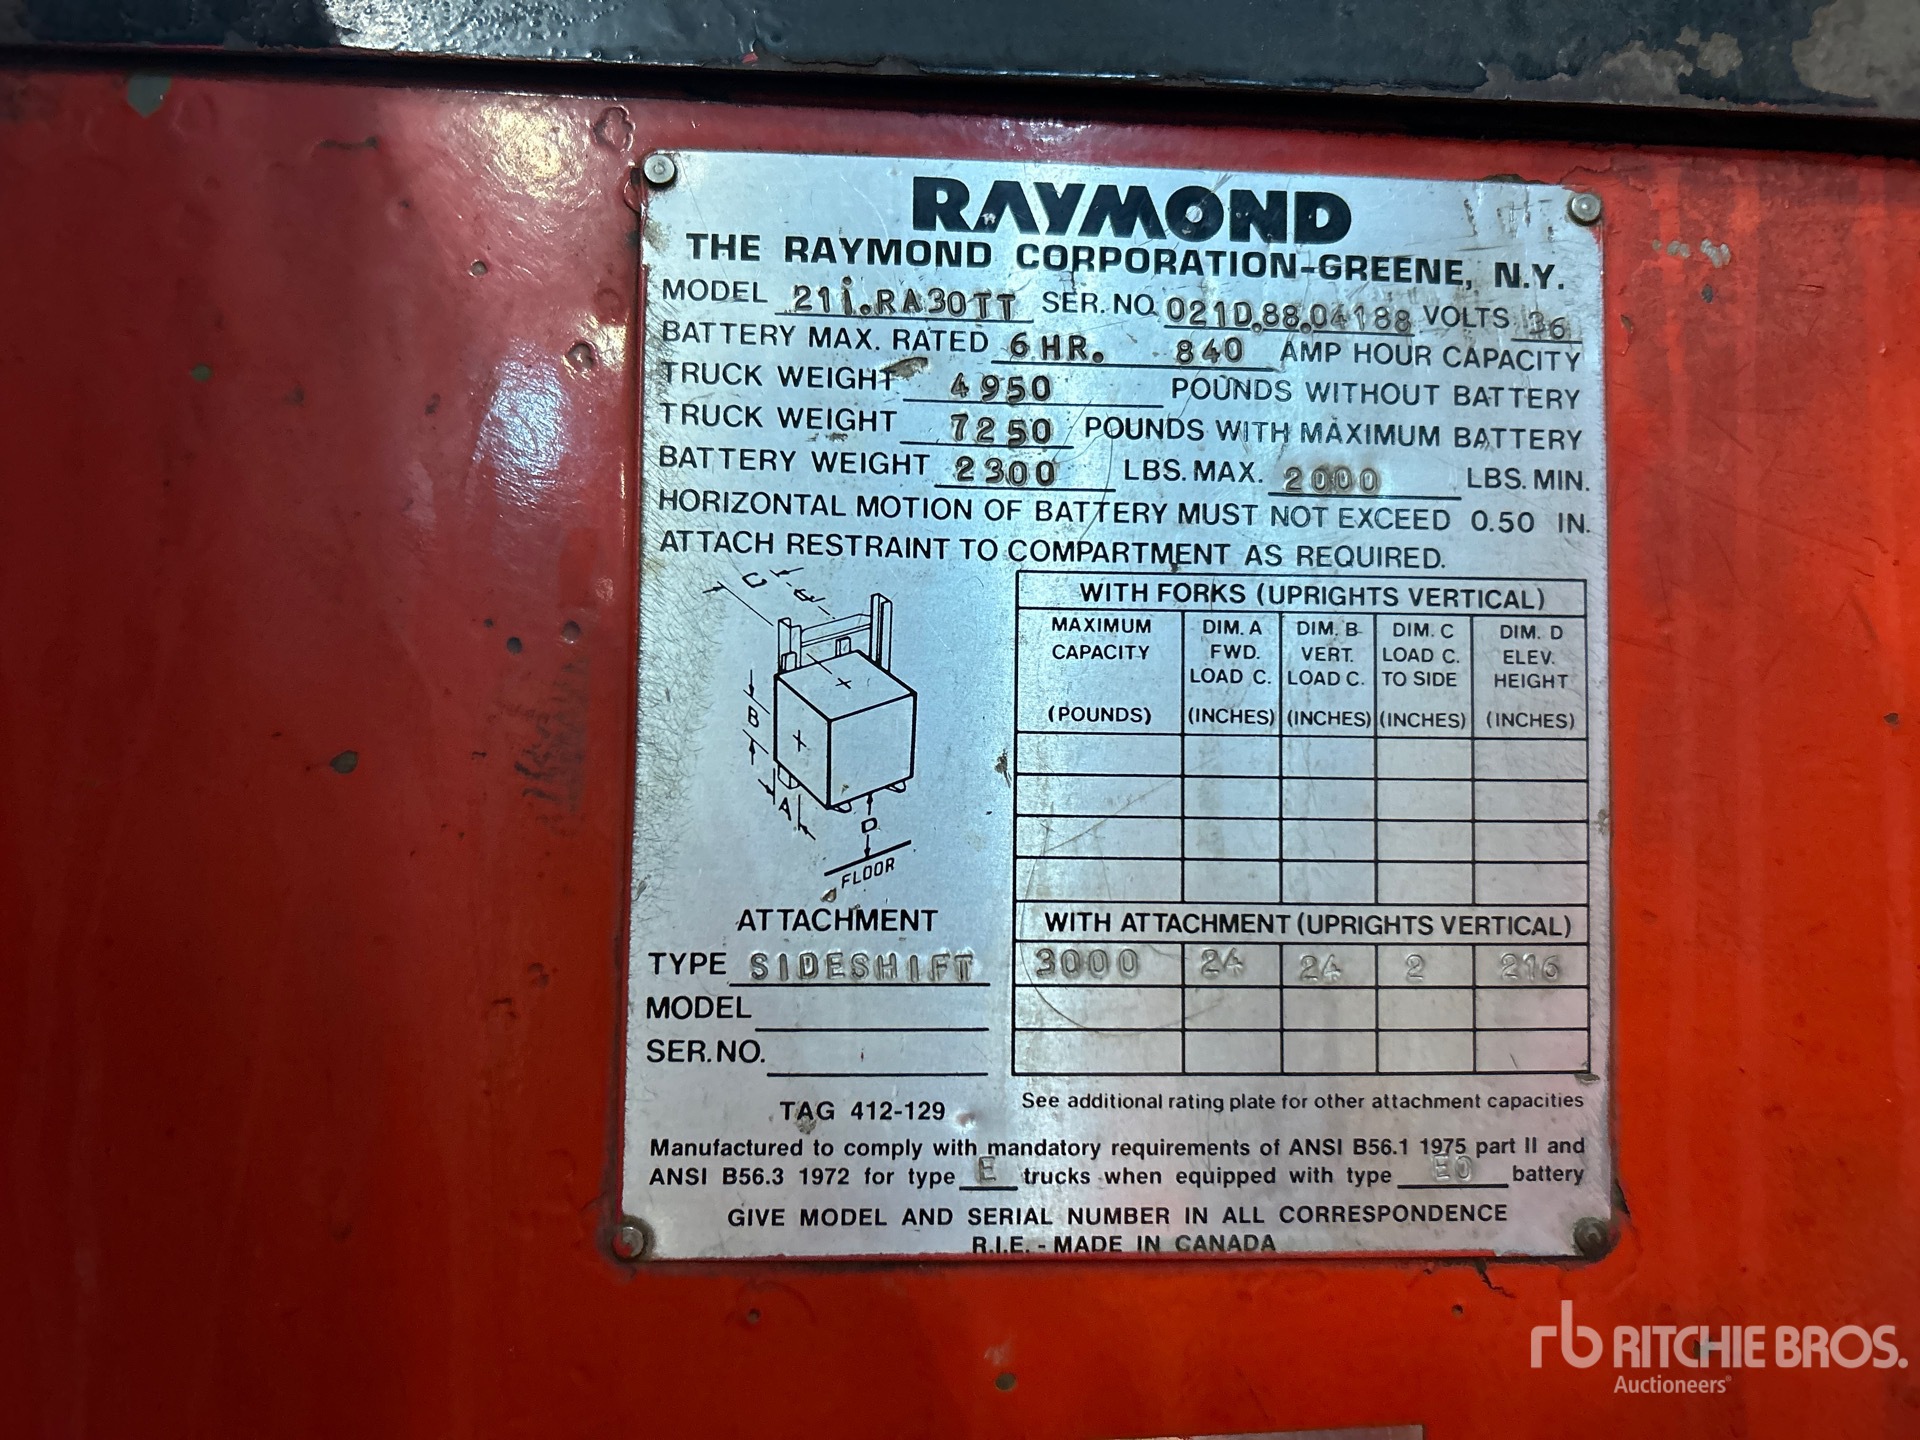 RAYMOND
THE RAYMOND CORPORATION-GREENE, N.Y.
MODEL 21i.RA30TT SER. NO. 021D.88.04188 VOLTS 36
BATTERY MAX. RATED 6 HR. 840 AMP HOUR CAPACITY
TRUCK WEIGHT 4950 POUNDS WITHOUT BATTERY
TRUCK WEIGHT 7250 POUNDS WITH MAXIMUM BATTERY
BATTERY WEIGHT 2300 LBS. MAX. 2000 LBS. MIN.
HORIZONTAL MOTION OF BATTERY MUST NOT EXCEED 0.50 IN.
ATTACH RESTRAINT TO COMPARTMENT AS REQUIRED.
C
B
A
D
FLOOR
WITH FORKS (UPRIGHTS VERTICAL)
MAXIMUM DIM. A DIM. B DIM. C DIM. D
CAPACITY FWD. VERT. LOAD C. ELEV.
LOAD C. LOAD C. TO SIDE HEIGHT
(POUNDS) (INCHES) (INCHES) (INCHES) (INCHES)
ATTACHMENT
WITH ATTACHMENT (UPRIGHTS VERTICAL)
TYPE SIDESHIFT
3000 24 24 2 216
MODEL
SER. NO.
TAG 412-129
See additional rating plate for other attachment capacities
Manufactured to comply with mandatory requirements of ANSI B56.1 1975 part II and
ANSI B56.3 1972 for type E trucks when equipped with type EO battery
GIVE MODEL AND SERIAL NUMBER IN ALL CORRESPONDENCE
R.I.E. - MADE IN CANADA
rb RITCHIE BROS.
Auctioneers